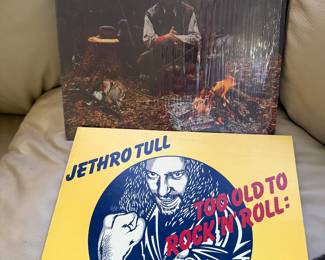 JETHRO TULL
TOO OLD TO
ROCK 'N' ROLL: